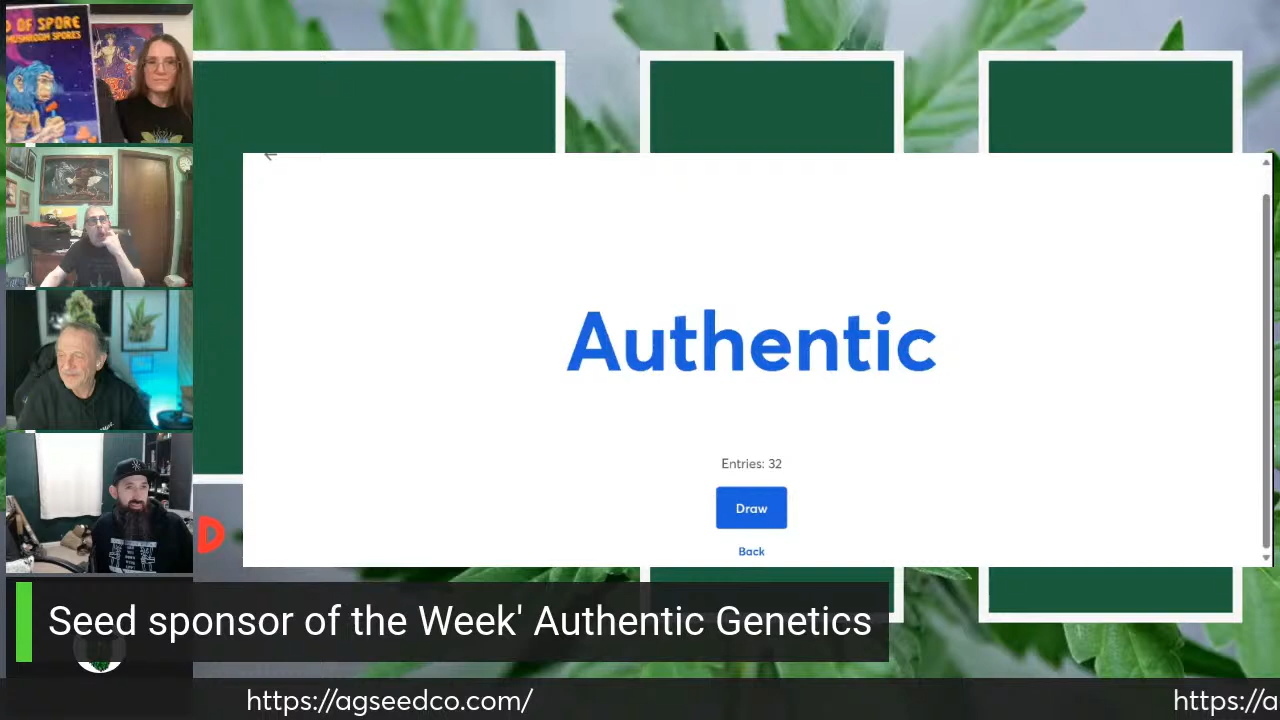 D OF SPORE
MUSHROOM SPORES
Authentic
Entries: 32
Draw
Back
D
Seed sponsor of the Week' Authentic Genetics
https://agseedco.com/
https://a